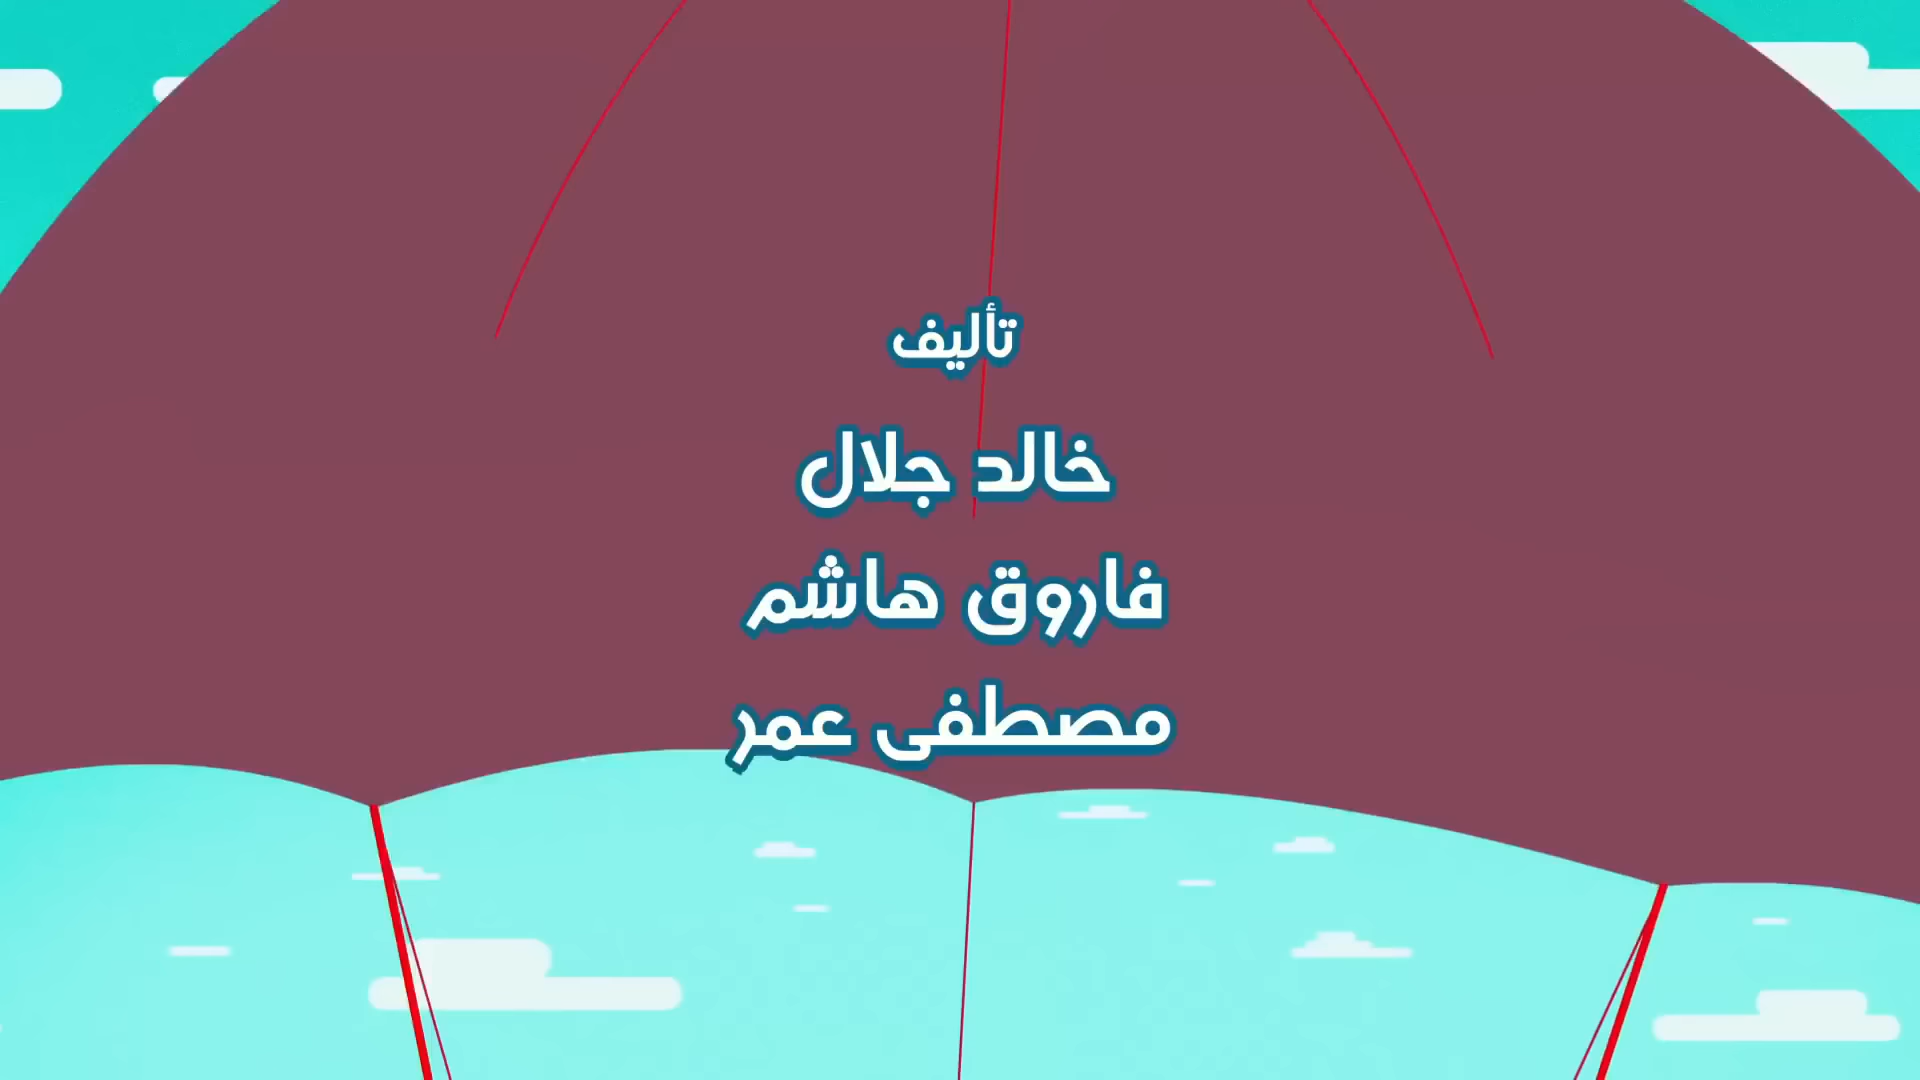 تأليف
خالد جلال
فاروق هاشم
مصطفى عمر